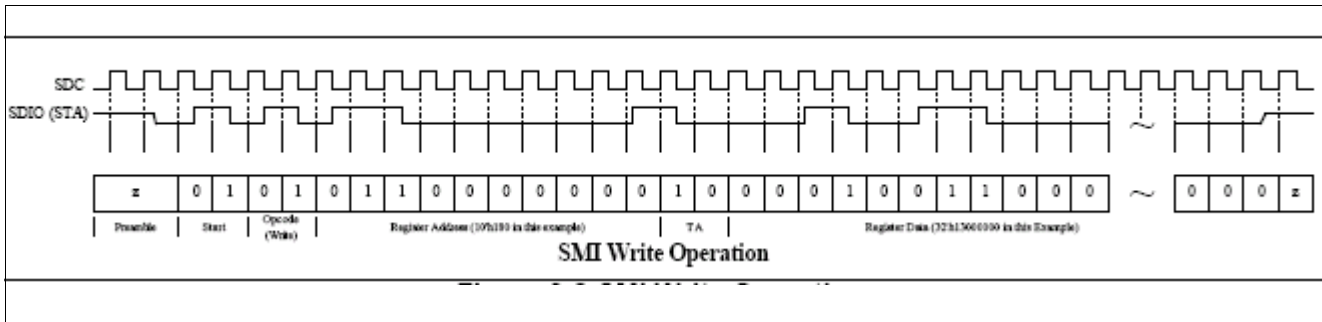 SDC
SDIO (STA)
~
z 0 1 0 1 0 1 1 0 0 0 0 0 0 0 1 0 0 0 0 1 0 0 1 1 0 0 0 ~ 0 0 0 z
Preamble Start Opcode Register Address (10'h180 in this example) TA Register Data (32'h13600000 in this Example)
(Write)
SMI Write Operation